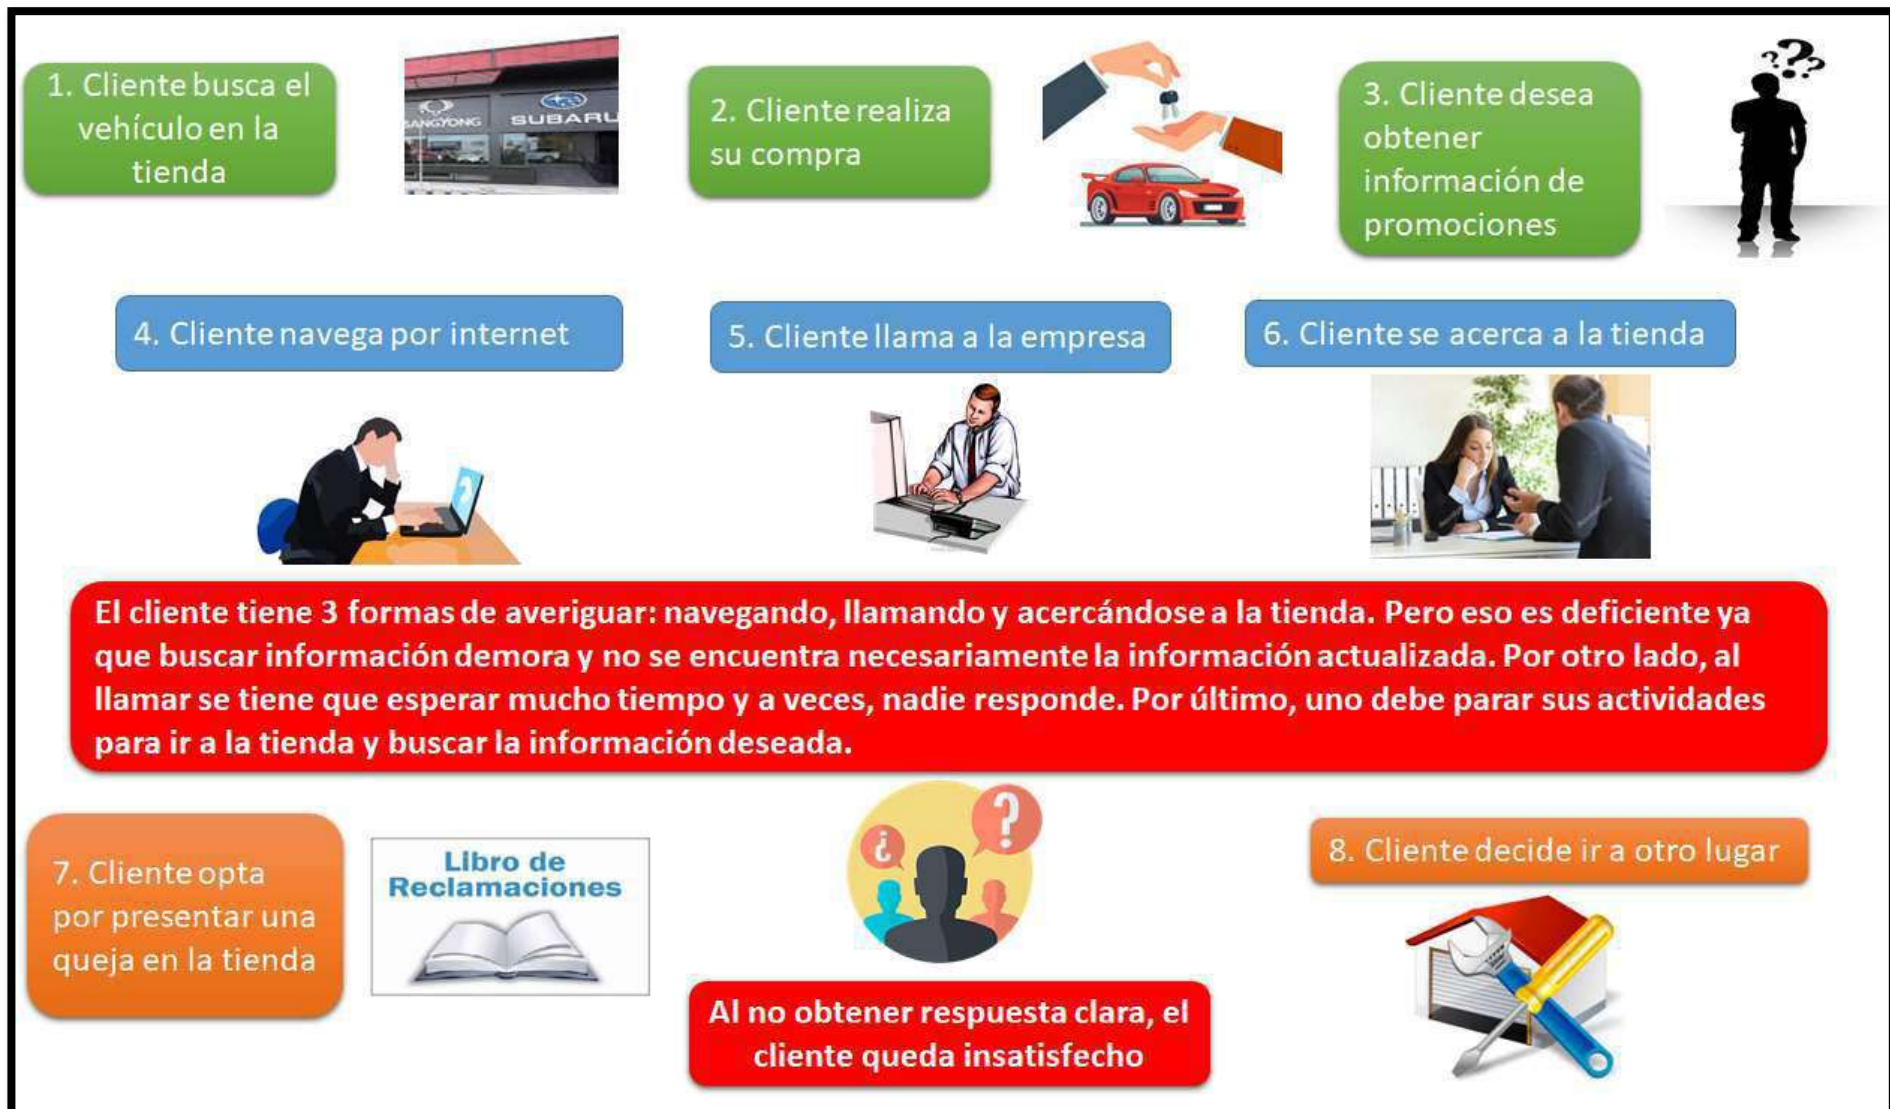 1. Cliente busca el
vehículo en la
tienda
SANGYONG
SUBARU
2. Cliente realiza
su compra
3. Cliente desea
obtener
información de
promociones
???
4. Cliente navega por internet
5. Cliente llama a la empresa
6. Cliente se acerca a la tienda
El cliente tiene 3 formas de averiguar: navegando, llamando y acercándose a la tienda. Pero eso es deficiente ya
que buscar información demora y no se encuentra necesariamente la información actualizada. Por otro lado, al
llamar se tiene que esperar mucho tiempo y a veces, nadie responde. Por último, uno debe parar sus actividades
para ir a la tienda y buscar la información deseada.
7. Cliente opta
por presentar una
queja en la tienda
Libro de
Reclamaciones
¿ ?
Al no obtener respuesta clara, el
cliente queda insatisfecho
8. Cliente decide ir a otro lugar